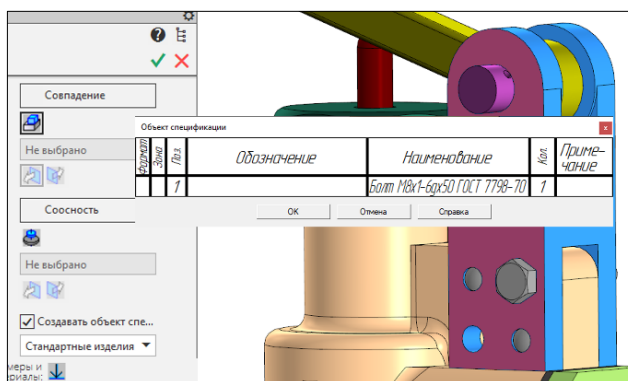 Совпадение
Не выбрано
Соосность
Не выбрано
Создавать объект спе...
Стандартные изделия
меры и
риалы:
Объект спецификации
x
Формат
Зона
Поз.
Обозначение
Наименование
Кол.
Приме-
чание
1
Болт М8х1-6gх50 ГОСТ 7798-70
1
ОК
Отмена
Справка